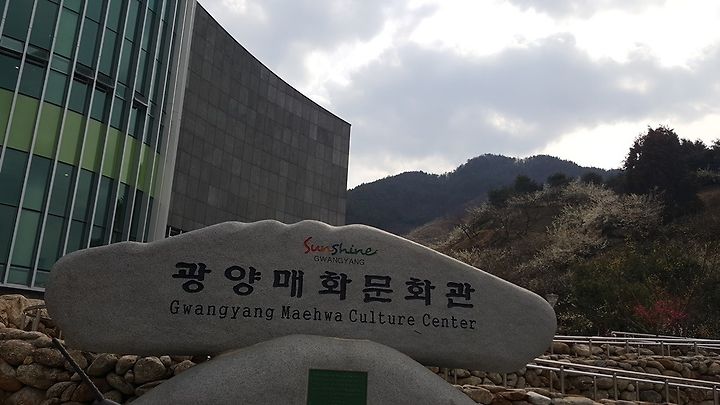 Sunshine
GWANGYANG
광양매화문화관
Gwangyang Maehwa Culture Center